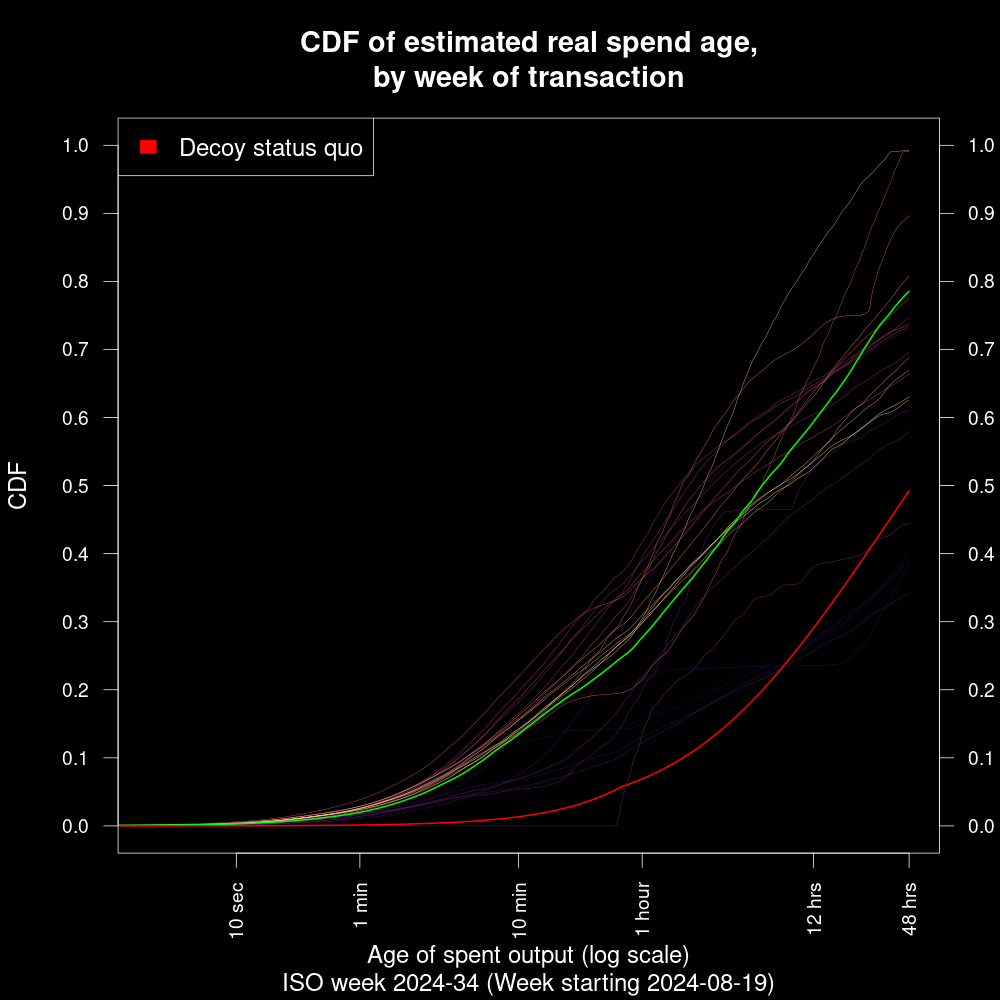 CDF of estimated real spend age,
by week of transaction
Decoy status quo
1.0
0.9
0.8
0.7
0.6
0.5
0.4
0.3
0.2
0.1
0.0
1.0
0.9
0.8
0.7
0.6
0.5
0.4
0.3
0.2
0.1
0.0
CDF
10 sec
1 min
10 min
1 hour
12 hrs
48 hrs
Age of spent output (log scale)
ISO week 2024-34 (Week starting 2024-08-19)